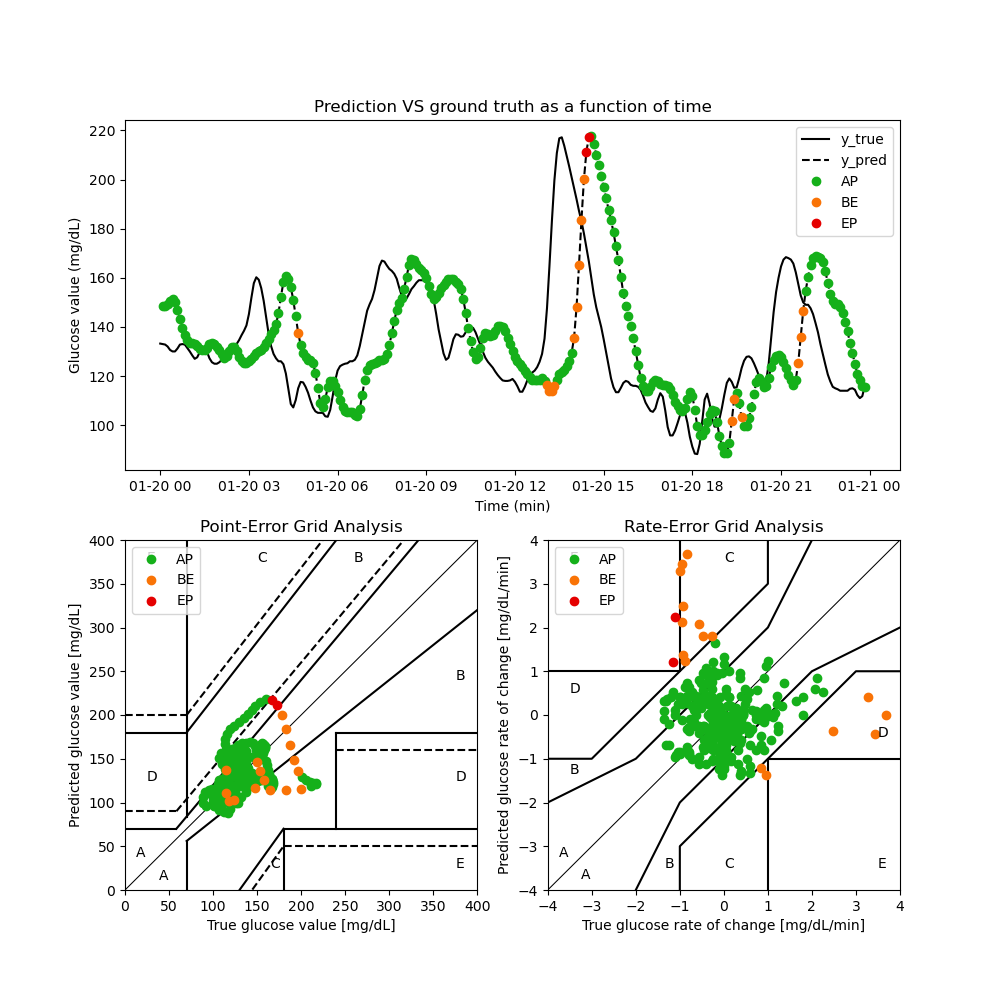 Prediction VS ground truth as a function of time
Glucose value (mg/dL)
220
200
180
160
140
120
100
y_true
y_pred
AP
BE
EP
01-20 00 01-20 03 01-20 06 01-20 09 01-20 12 01-20 15 01-20 18 01-20 21 01-21 00
Time (min)
Point-Error Grid Analysis
Predicted glucose value [mg/dL]
400
350
300
250
200
150
100
50
0
AP
BE
EP
C
B
B
D
D
A
A
C
E
0 50 100 150 200 250 300 350 400
True glucose value [mg/dL]
Rate-Error Grid Analysis
Predicted glucose rate of change [mg/dL/min]
4
3
2
1
0
−1
−2
−3
−4
AP
BE
EP
C
D
D
B
A
A
B
C
E
−4 −3 −2 −1 0 1 2 3 4
True glucose rate of change [mg/dL/min]